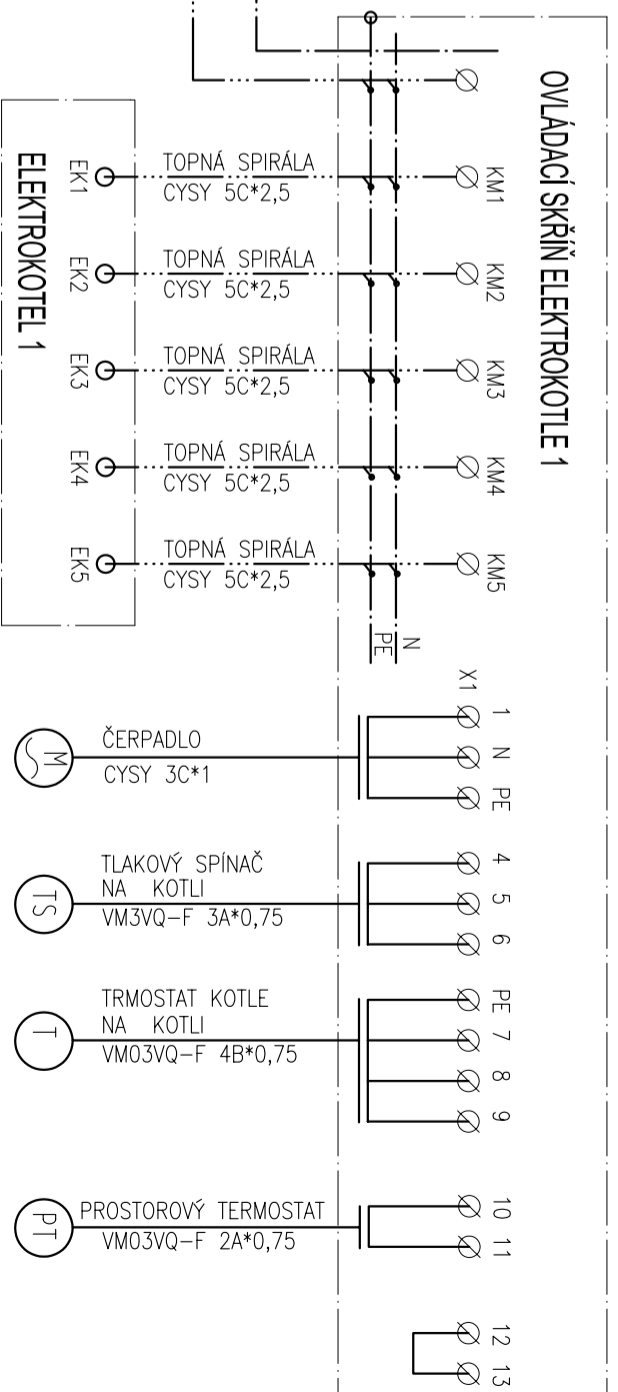 OVLÁDACÍ SKŘÍŇ ELEKTROKOTLE 1
ELEKTROKOTEL 1
EK1
TOPNÁ SPIRÁLA
CYSY 5C*2,5
KM1
EK2
TOPNÁ SPIRÁLA
CYSY 5C*2,5
KM2
EK3
TOPNÁ SPIRÁLA
CYSY 5C*2,5
KM3
EK4
TOPNÁ SPIRÁLA
CYSY 5C*2,5
KM4
EK5
TOPNÁ SPIRÁLA
CYSY 5C*2,5
KM5
N
PE
X1
1
N
PE
M
ČERPADLO
CYSY 3C*1
4
5
6
TS
TLAKOVÝ SPÍNAČ
NA KOTLI
VM3VQ-F 3A*0,75
PE
7
8
9
T
TRMOSTAT KOTLE
NA KOTLI
VM03VQ-F 4B*0,75
10
11
PT
PROSTOROVÝ TERMOSTAT
VM03VQ-F 2A*0,75
12
13